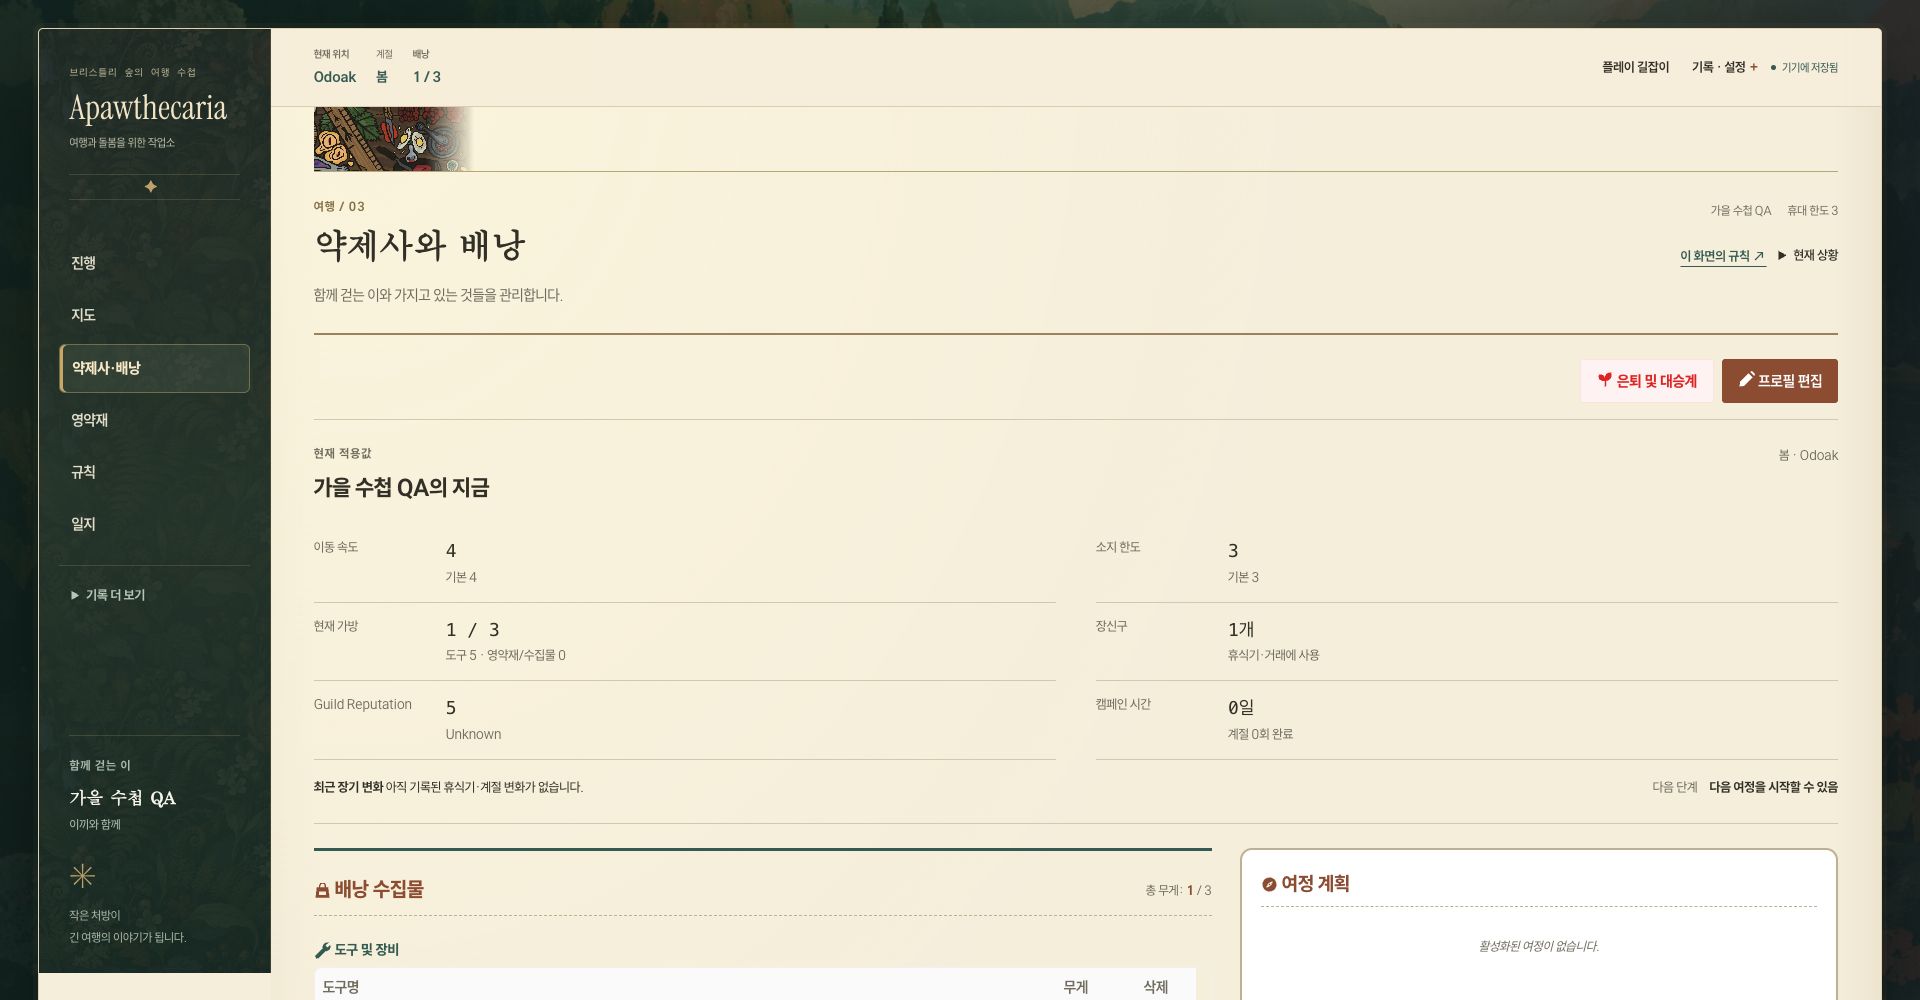 브리스틀리 숲의 여행 수첩
Apawthecaria
여행과 돌봄을 위한 작업소
진행
지도
약제사·배낭
영약재
규칙
일지
▶ 기록 더 보기
함께 걷는 이
가을 수첩 QA
이끼와 함께
작은 처방이
긴 여행의 이야기가 됩니다.
현재 위치 계절 배낭
Odoak 봄 1 / 3
플레이 길잡이 기록 · 설정 + 기기에 저장됨
여행 / 03
가을 수첩 QA 휴대 한도 3
약제사와 배낭
이 화면의 규칙 ↗ ▶ 현재 상황
함께 걷는 이와 가지고 있는 것들을 관리합니다.
은퇴 및 대승계 프로필 편집
현재 적용값
봄 · Odoak
가을 수첩 QA의 지금
이동 속도 4
기본 4
소지 한도 3
기본 3
현재 가방 1 / 3
도구 5 · 영약재/수집물 0
장신구 1개
휴식기·거래에 사용
Guild Reputation 5
Unknown
캠페인 시간 0일
계절 0회 완료
최근 장기 변화 아직 기록된 휴식기·계절 변화가 없습니다.
다음 단계 다음 여정을 시작할 수 있음
배낭 수집물
총 무게: 1 / 3
도구 및 장비
도구명 무게 삭제
여정 계획
활성화된 여정이 없습니다.